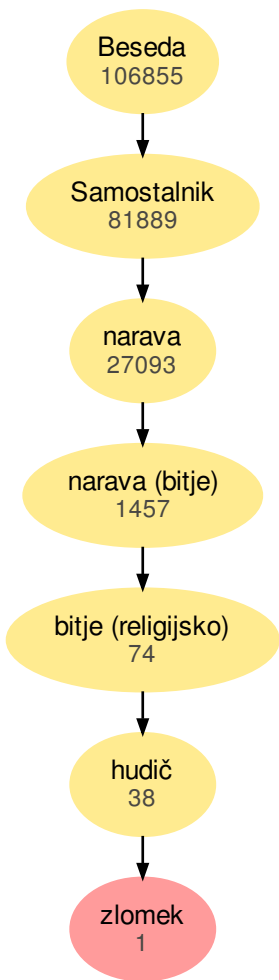 Beseda
106855
Samostalnik
81889
narava
27093
narava (bitje)
1457
bitje (religijsko)
74
hudič
38
zlomek
1